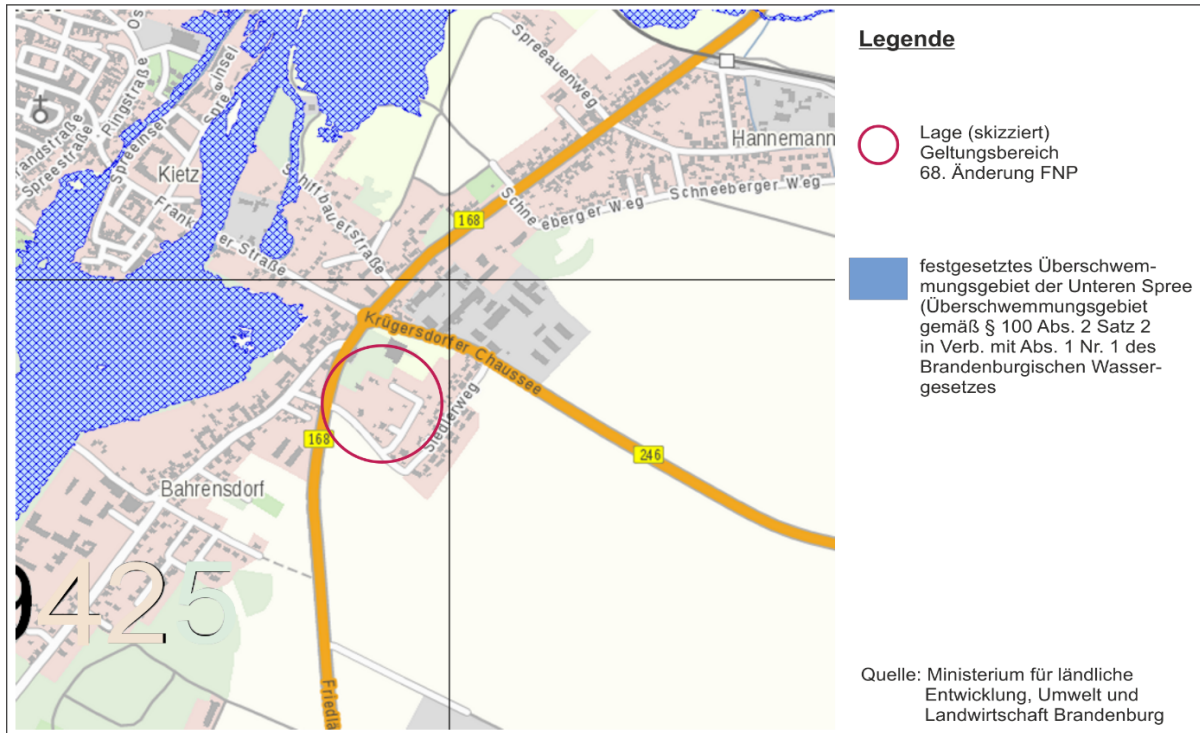 Pingstraße
Spreeinsel
Spreeinsel
Spreestraße
Kietz
Schiffbauerstraße
Spreeauenweg
Hannemann
Schneeberger Weg
Schneeberger Weg
168
Krügersdorfer Chaussee
Siedlerweg
168
246
Bahrensdorf
9425
Friedlä
Legende
Lage (skizziert)
Geltungsbereich
68. Änderung FNP
festgesetztes Überschwem-
mungsgebiet der Unteren Spree
(Überschwemmungsgebiet
gemäß § 100 Abs. 2 Satz 2
in Verb. mit Abs. 1 Nr. 1 des
Brandenburgischen Wasser-
gesetzes
Quelle: Ministerium für ländliche
Entwicklung, Umwelt und
Landwirtschaft Brandenburg